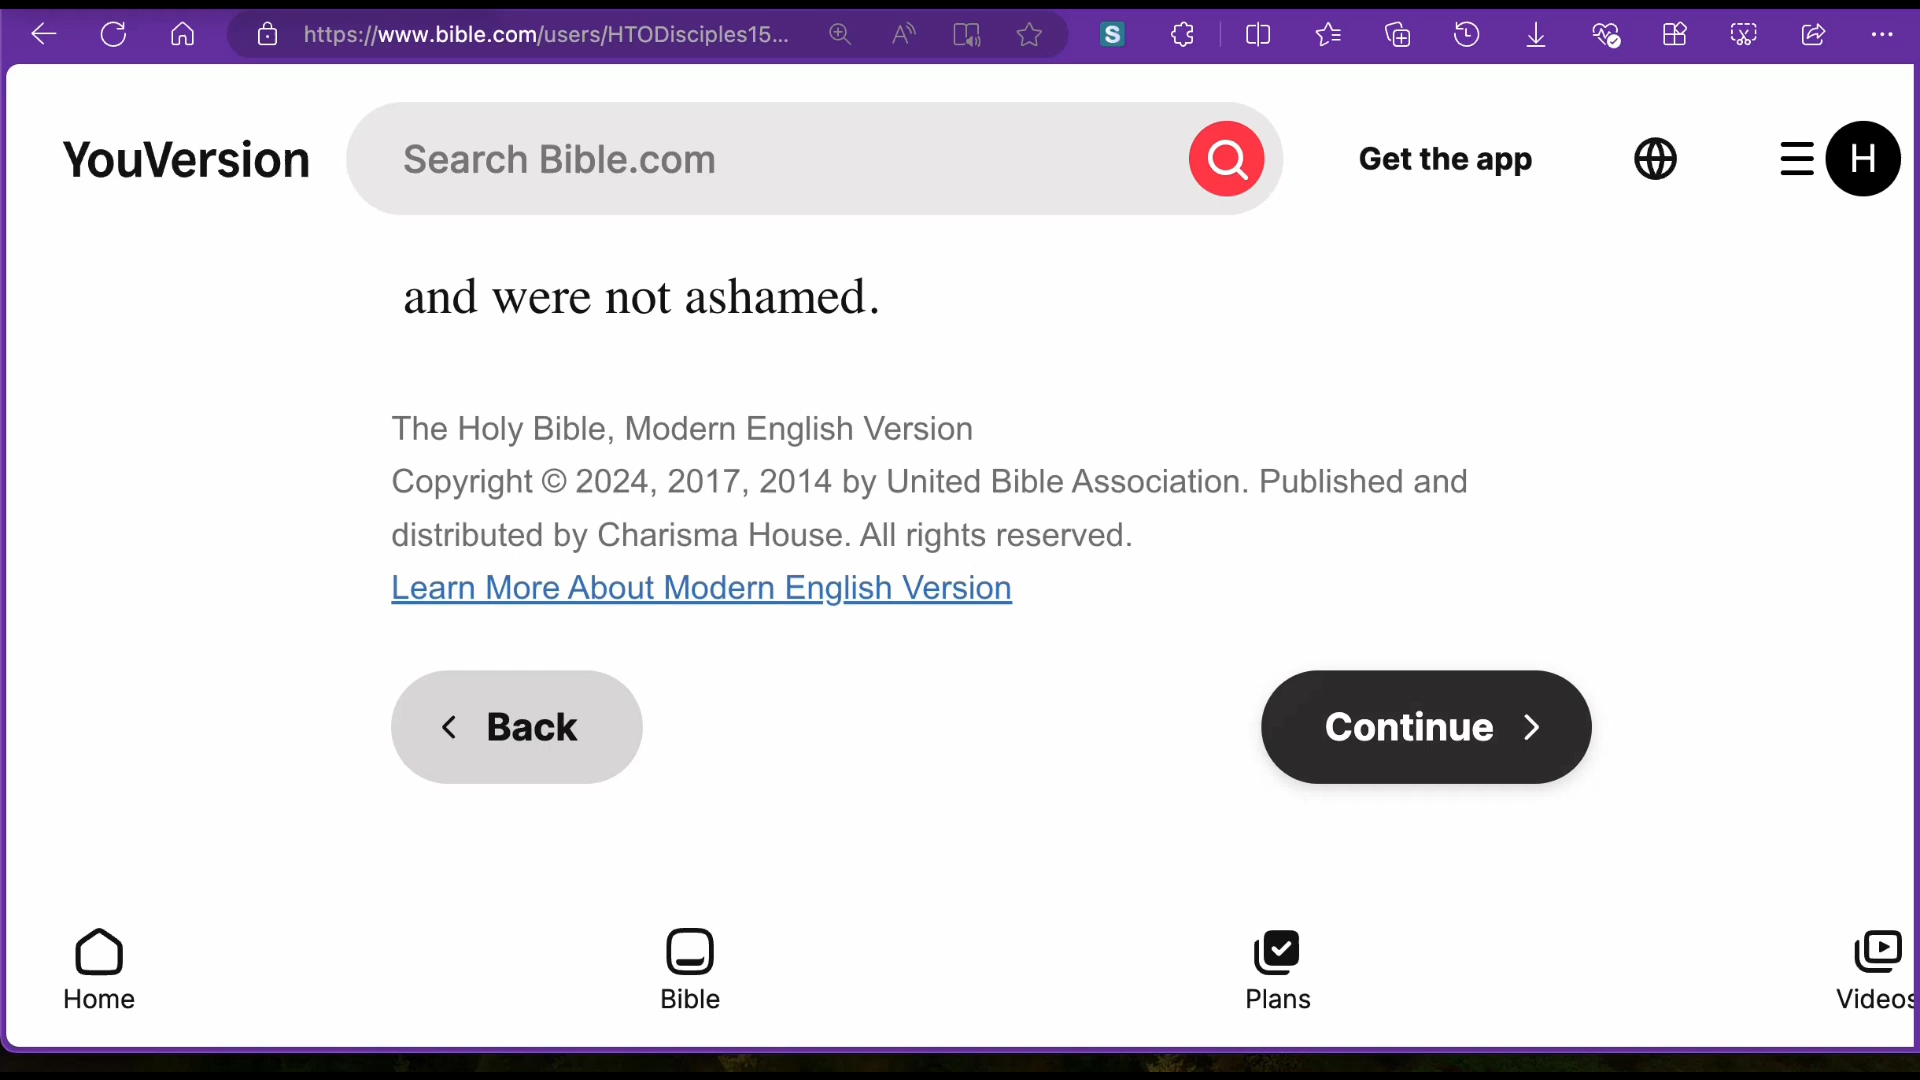 https://www.bible.com/users/HTODisciples15...
S
YouVersion
Search Bible.com
Get the app
H
and were not ashamed.
The Holy Bible, Modern English Version
Copyright © 2024, 2017, 2014 by United Bible Association. Published and
distributed by Charisma House. All rights reserved.
Learn More About Modern English Version
Back
Continue
Home
Bible
Plans
Videos